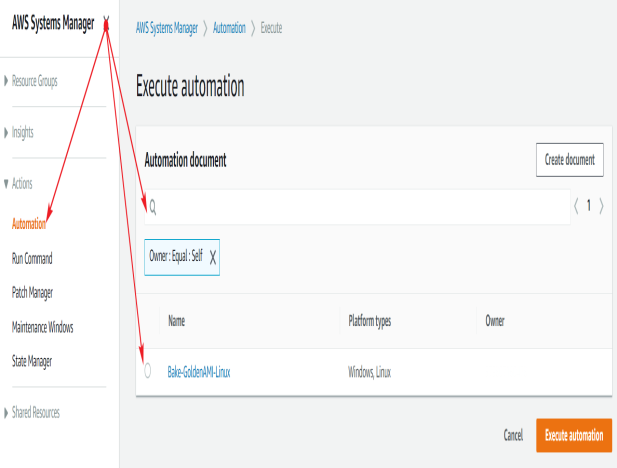 AWS Systems Manager
Resource Groups
Insights
Actions
Automation
Run Command
Patch Manager
Maintenance Windows
State Manager
Shared Resources
AWS Systems Manager > Automation > Execute
Execute automation
Automation document
Create document
1
Owner : Equal : Self X
Name Platform types Owner
Bake-GoldenAMI-Linux Windows, Linux
Cancel Execute automation